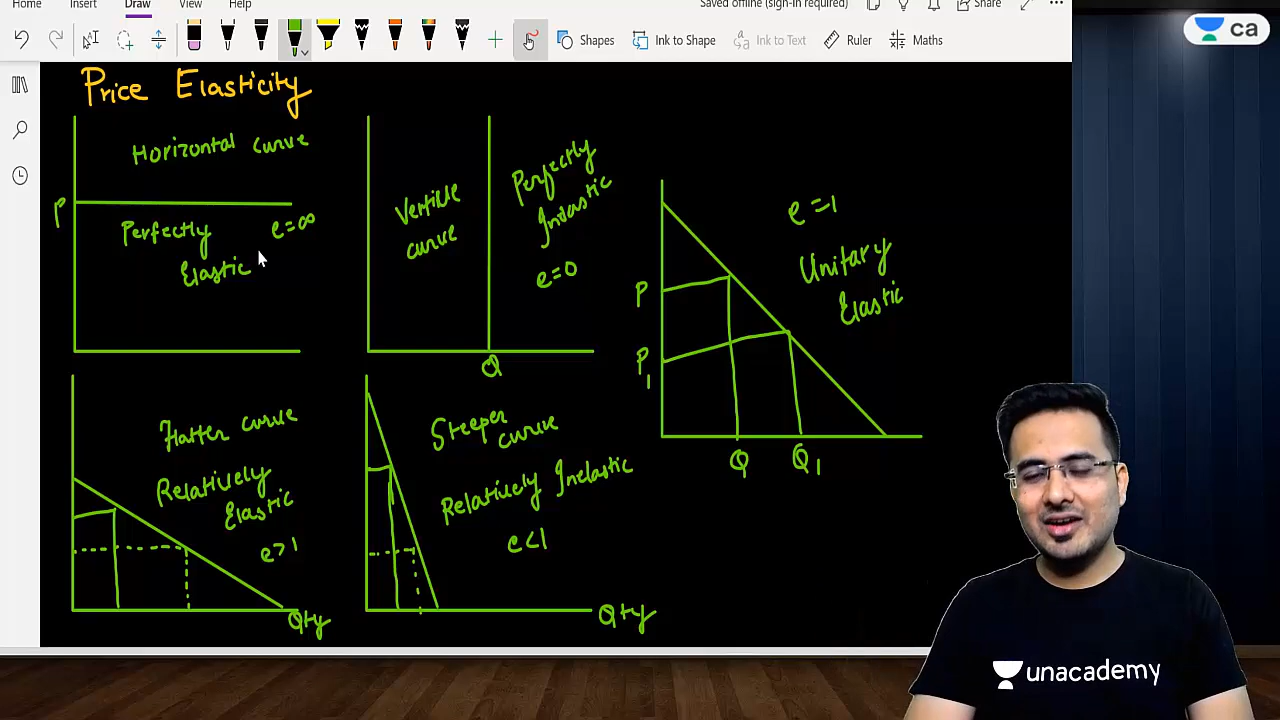 Home Insert Draw View Help Saved offline (sign-in required) Share
Shapes Ink to Shape Ink to Text Ruler Maths
ca
Price Elasticity
Horizontal curve
P
Perfectly
Elastic
e=∞
Vertible
curve
Perfectly
Inelastic
e=0
Q
e=1
Unitary
Elastic
P
P1
Q Q1
Flatter curve
Relatively
Elastic
e>1
Qty
Steeper
curve
Relatively Inelastic
e<1
Qty
unacademy